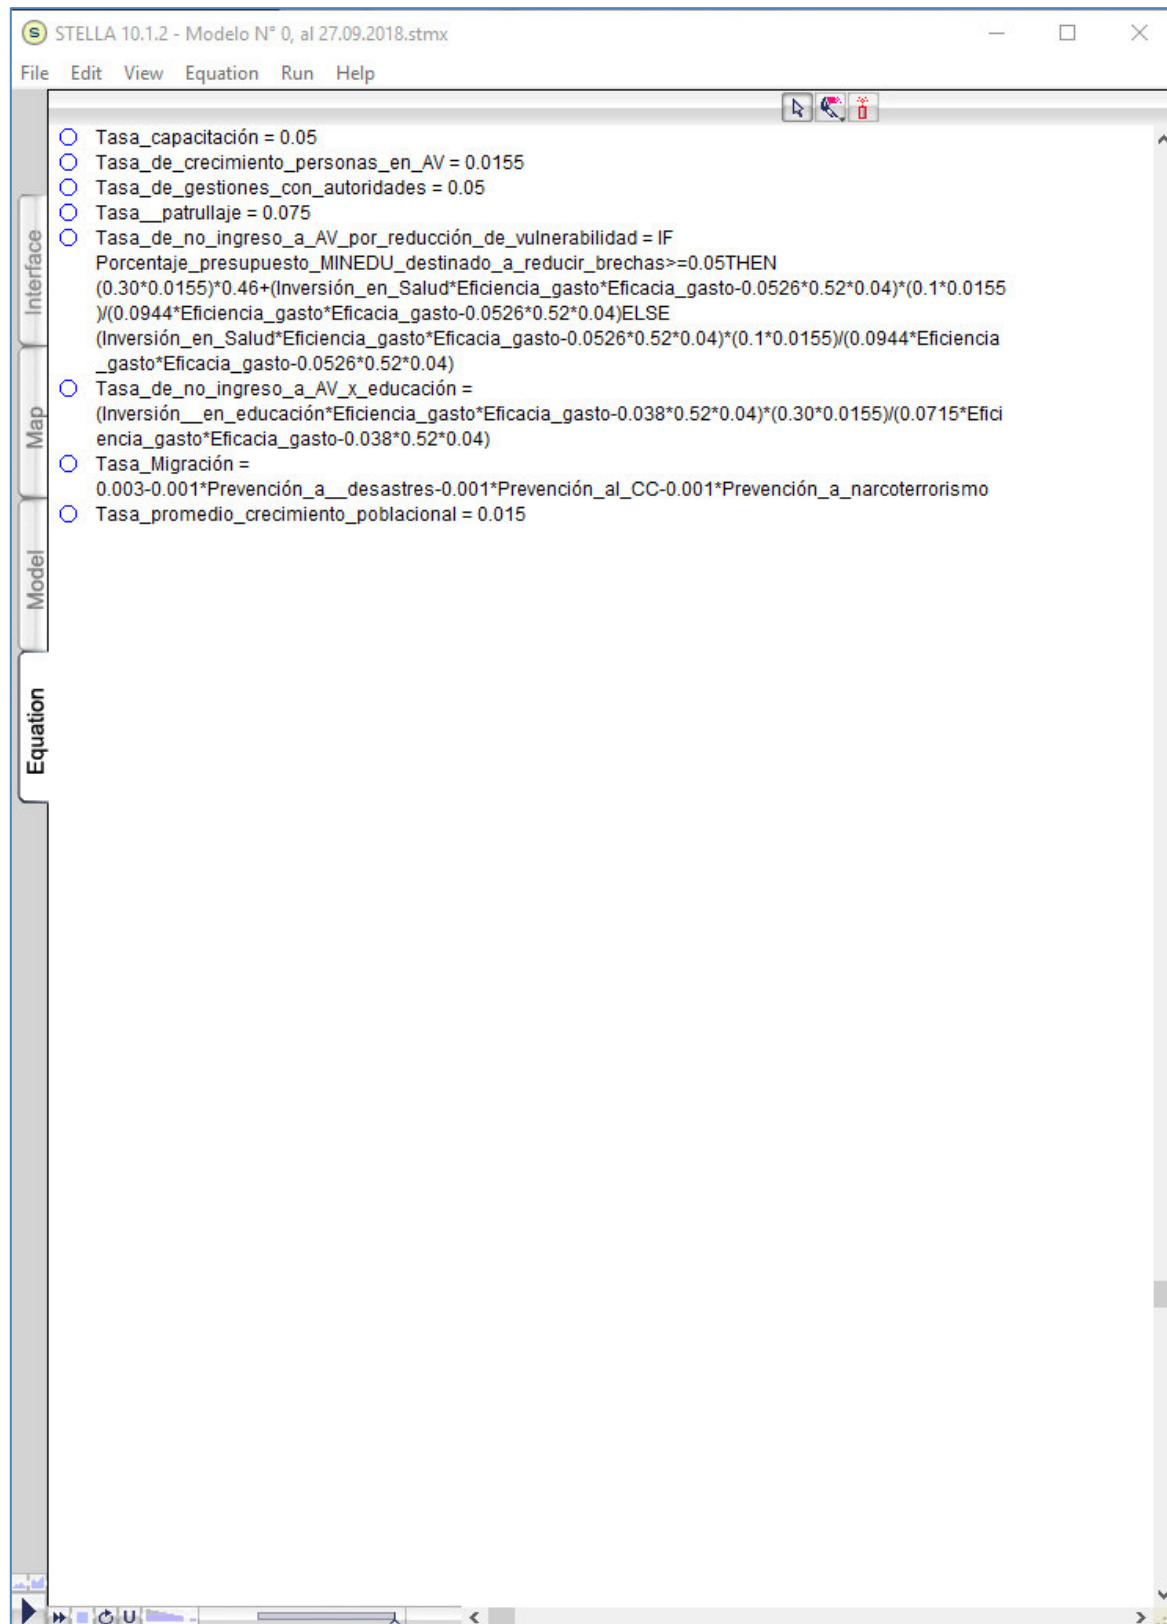 STELLA 10.1.2 - Modelo N° 0, al 27.09.2018.stmx
File Edit View Equation Run Help
Tasa_capacitación = 0.05
Tasa_de_crecimiento_personas_en_AV = 0.0155
Tasa_de_gestiones_con_autoridades = 0.05
Tasa__patrullaje = 0.075
Tasa_de_no_ingreso_a_AV_por_reducción_de_vulnerabilidad = IF
Porcentaje_presupuesto_MINEDU_destinado_a_reducir_brechas>=0.05THEN
(0.30*0.0155)*0.46+(Inversión_en_Salud*Eficiencia_gasto*Eficacia_gasto-0.0526*0.52*0.04)*(0.1*0.0155
)/(0.0944*Eficiencia_gasto*Eficacia_gasto-0.0526*0.52*0.04)ELSE
(Inversión_en_Salud*Eficiencia_gasto*Eficacia_gasto-0.0526*0.52*0.04)*(0.1*0.0155)/(0.0944*Eficiencia
_gasto*Eficacia_gasto-0.0526*0.52*0.04)
Tasa_de_no_ingreso_a_AV_x_educación =
(Inversión__en_educación*Eficiencia_gasto*Eficacia_gasto-0.038*0.52*0.04)*(0.30*0.0155)/(0.0715*Efici
encia_gasto*Eficacia_gasto-0.038*0.52*0.04)
Tasa_Migración =
0.003-0.001*Prevención_a__desastres-0.001*Prevención_al_CC-0.001*Prevención_a_narcoterrorismo
Tasa_promedio_crecimiento_poblacional = 0.015
Interface
Map
Model
Equation
U